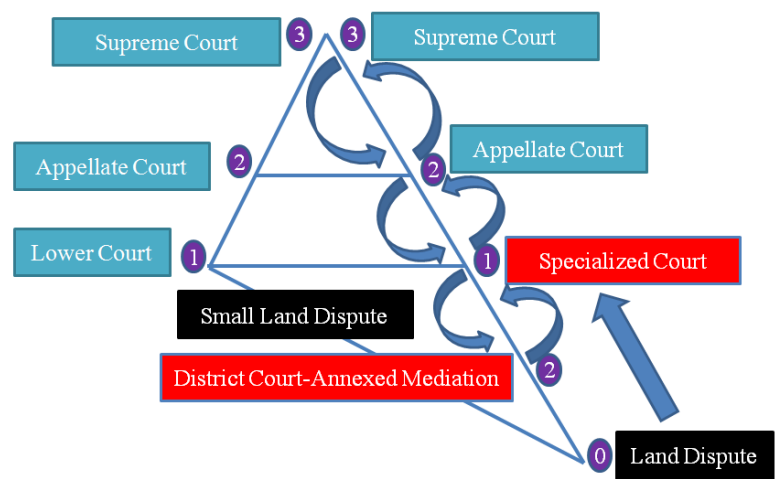 Supreme Court 3 3 Supreme Court
Appellate Court 2 2 Appellate Court
Lower Court 1 1 Specialized Court
Small Land Dispute
District Court-Annexed Mediation 2
0 Land Dispute